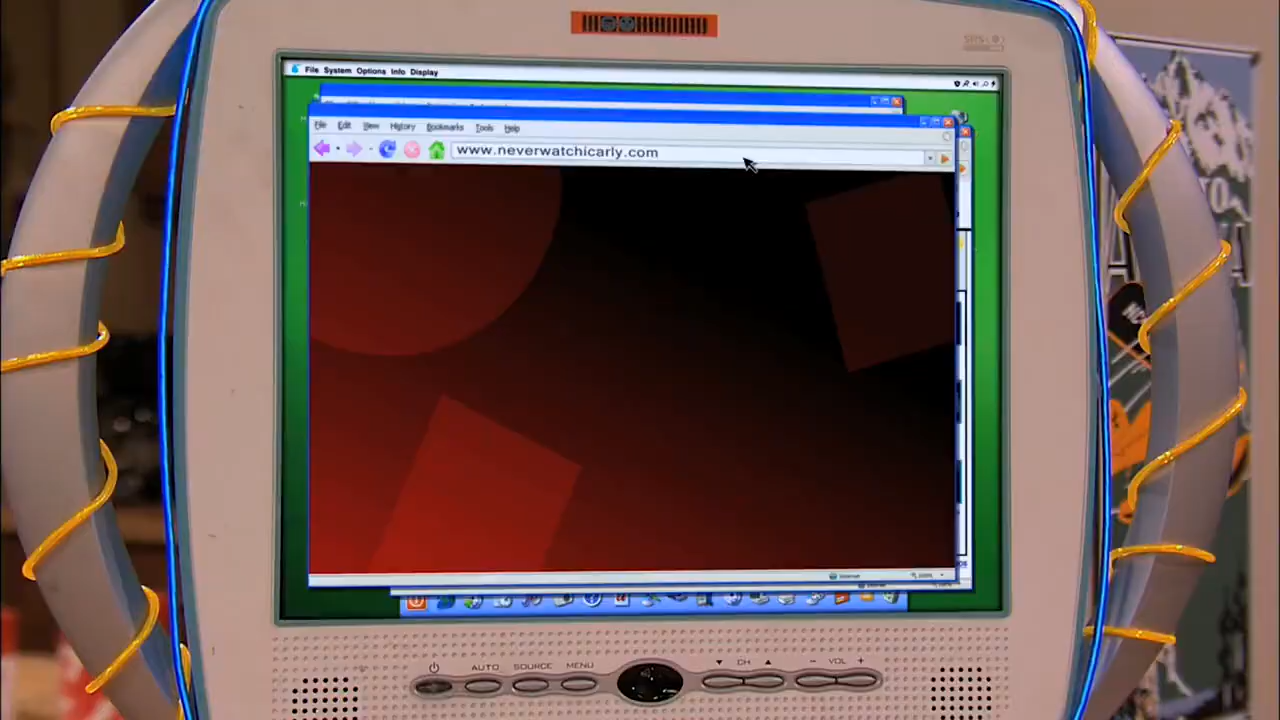 File System Options Info Display
File Edit View History Bookmarks Tools Help
www.neverwatchicarly.com
Internet
AUTO SOURCE MENU CH VOL